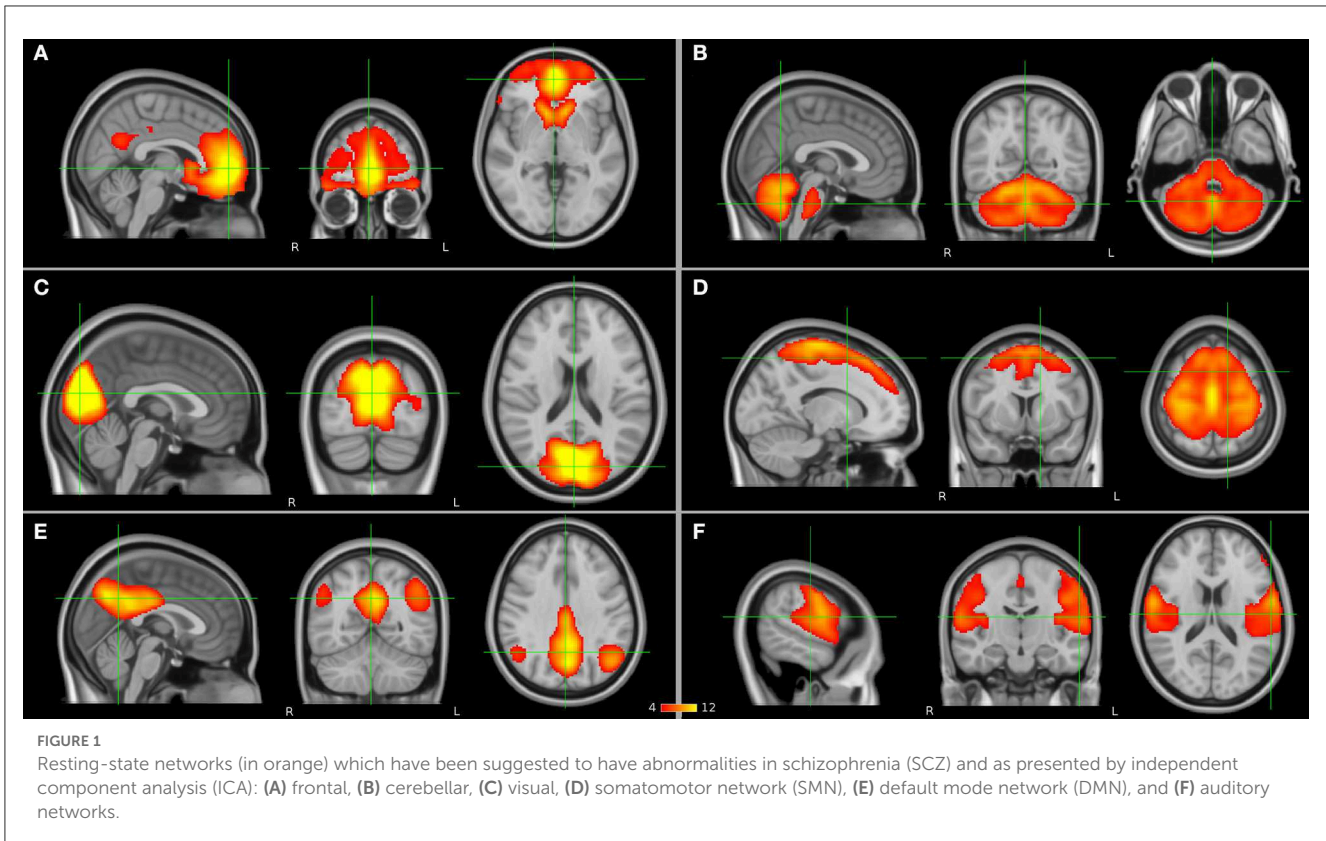 A
B
R
L
R
L
C
D
R
L
R
L
E
F
R
L
4
12
R
L
FIGURE 1
Resting-state networks (in orange) which have been suggested to have abnormalities in schizophrenia (SCZ) and as presented by independent
component analysis (ICA): (A) frontal, (B) cerebellar, (C) visual, (D) somatomotor network (SMN), (E) default mode network (DMN), and (F) auditory
networks.